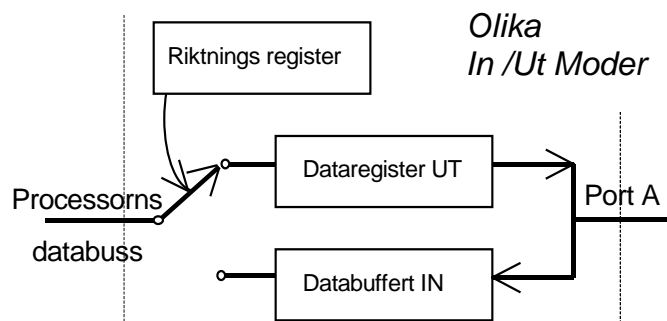 Olika
In /Ut Moder
Riktnings register
Dataregister UT
Processorns
databuss
Port A
Databuffert IN